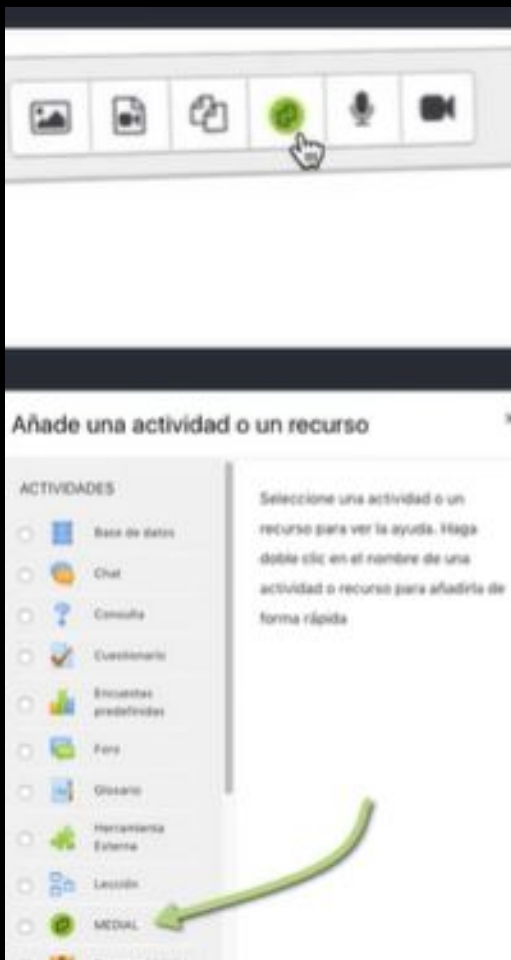 Añade una actividad o un recurso
ACTIVIDADES
Base de datos
Chat
Consulta
Cuestionario
Encuestas
predefinidas
Foro
Glosario
Herramienta
Externa
Lección
MEDIAL
Seleccione una actividad o un
recurso para ver la ayuda. Haga
doble clic en el nombre de una
actividad o recurso para añadirla de
forma rápida